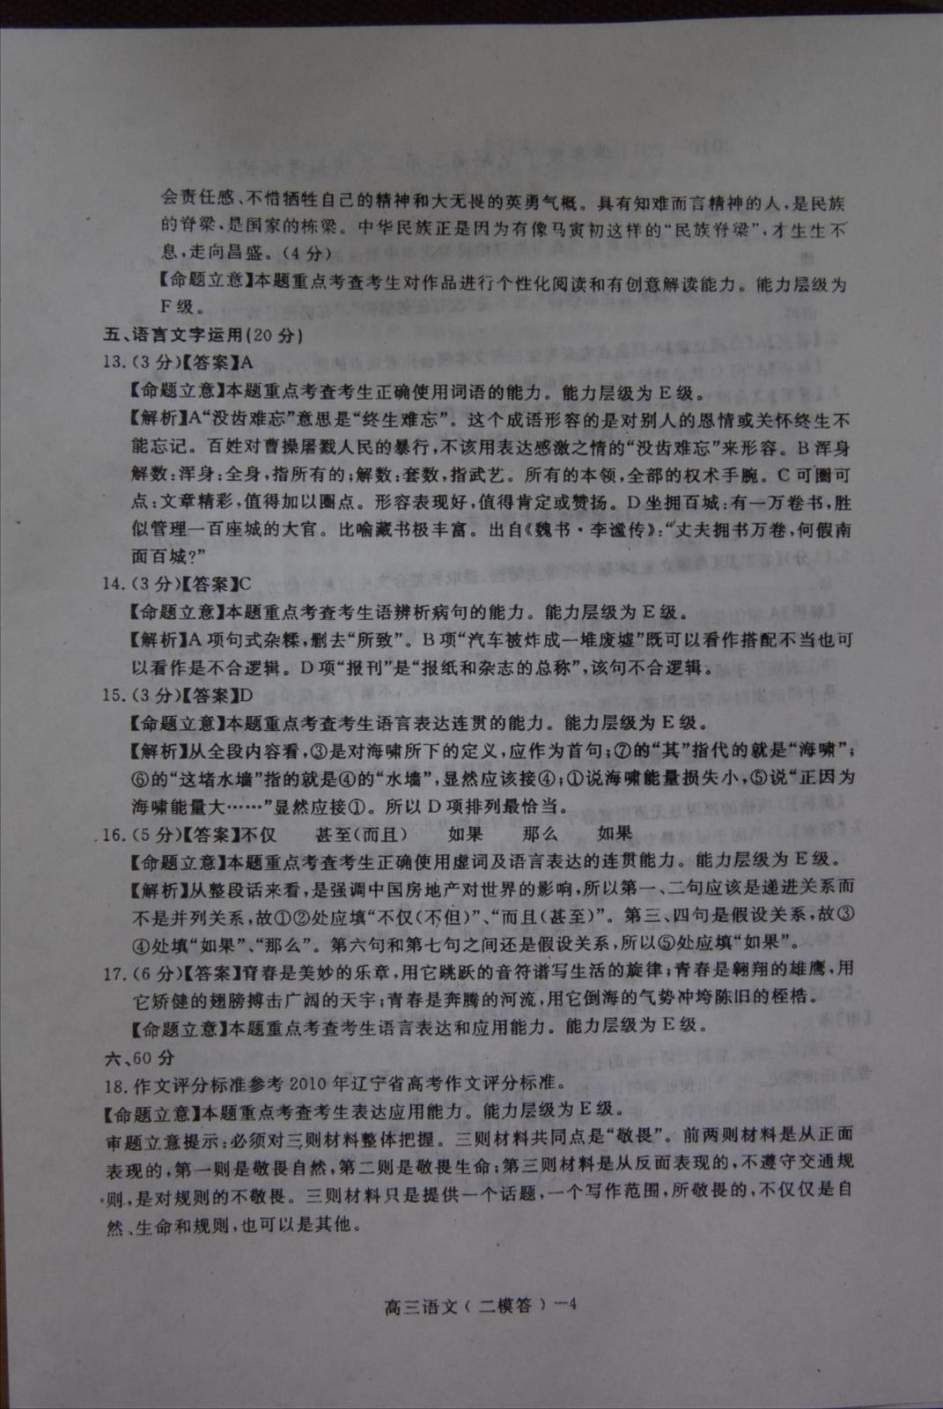 会责任感、不惜牺牲自己的精神和大无畏的英勇气概。具有知难而言精神的人,是民族
的脊梁,是国家的栋梁。中华民族正是因为有像马寅初这样的“民族脊梁”,才生生不
息,走向昌盛。(4分)
【命题立意】本题重点考查考生对作品进行个性化阅读和有创意解读能力。能力层级为
F级。
五、语言文字运用(20分)
13.(3分)【答案】A
【命题立意】本题重点考查考生正确使用词语的能力。能力层级为E级。
【解析】A“没齿难忘”意思是“终生难忘”。这个成语形容的是对别人的恩情或关怀终生不
能忘记。百姓对曹操屠戮人民的暴行,不该用表达感激之情的“没齿难忘”来形容。B浑身
解数:浑身:全身,指所有的;解数:套数,指武艺。所有的本领,全部的权术手腕。C可圈可
点:文章精彩,值得加以圈点。形容表现好,值得肯定或赞扬。D坐拥百城:有一万卷书,胜
似管理一百座城的大官。比喻藏书极丰富。出自《魏书·李谧传》:“丈夫拥书万卷,何假南
面百城?”
14.(3分)【答案】C
【命题立意】本题重点考查考生语辨析病句的能力。能力层级为E级。
【解析】A项句式杂糅,删去“所致”。B项“汽车被炸成一堆废墟”既可以看作搭配不当也可
以看作是不合逻辑。D项“报刊”是“报纸和杂志的总称”,该句不合逻辑。
15.(3分)【答案】D
【命题立意】本题重点考查考生语言表达连贯的能力。能力层级为E级。
【解析】从全段内容看,③是对海啸所下的定义,应作为首句;⑦的“其”指代的就是“海啸”;
⑥的“这堵水墙”指的就是④的“水墙”,显然应该接④;①说海啸能量损失小,⑤说“正因为
海啸能量大……”显然应接①。所以D项排列最恰当。
16.(5分)【答案】不仅 甚至(而且) 如果 那么 如果
【命题立意】本题重点考查考生正确使用虚词及语言表达的连贯能力。能力层级为E级。
【解析】从整段话来看,是强调中国房地产对世界的影响,所以第一、二句应该是递进关系而
不是并列关系,故①②处应填“不仅(不但)”、“而且(甚至)”。第三、四句是假设关系,故③
④处填“如果”、“那么”。第六句和第七句之间还是假设关系,所以⑤处应填“如果”。
17.(6分)【答案】青春是美妙的乐章,用它跳跃的音符谱写生活的旋律;青春是翱翔的雄鹰,用
它矫健的翅膀搏击广阔的天宇;青春是奔腾的河流,用它倒海的气势冲垮陈旧的桎梏。
【命题立意】本题重点考查考生语言表达和应用能力。能力层级为E级。
六、60分
18.作文评分标准参考2010年辽宁省高考作文评分标准。
【命题立意】本题重点考查考生表达应用能力。能力层级为E级。
审题立意提示:必须对三则材料整体把握。三则材料共同点是“敬畏”。前两则材料是从正面
表现的,第一则是敬畏自然,第二则是敬畏生命;第三则材料是从反面表现的,不遵守交通规
则,是对规则的不敬畏。三则材料只是提供一个话题,一个写作范围,所敬畏的,不仅仅是自
然、生命和规则,也可以是其他。
高三语文(二模答)—4